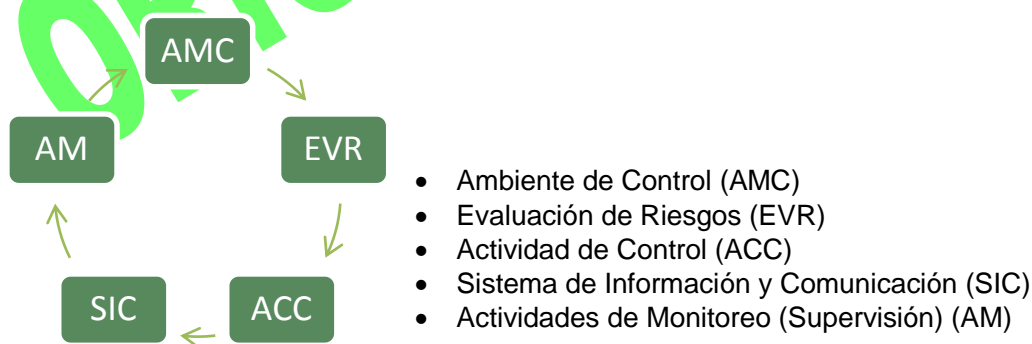 AMC
AM
EVR
SIC
ACC
• Ambiente de Control (AMC)
• Evaluación de Riesgos (EVR)
• Actividad de Control (ACC)
• Sistema de Información y Comunicación (SIC)
• Actividades de Monitoreo (Supervisión) (AM)